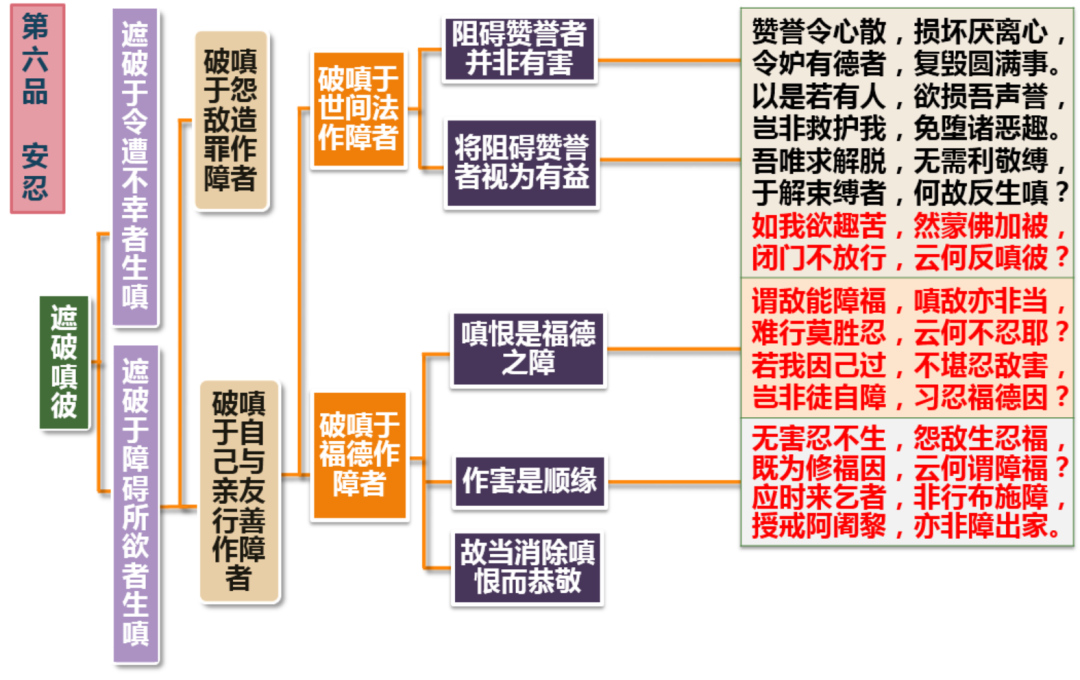 第六品 安忍
遮破嗔彼
遮破于令遭不幸者生嗔
遮破于障碍所欲者生嗔
破嗔
于怨
敌造
罪作
障者
破嗔
于自
己与
亲友
行善
作障
者
破嗔于
世间法
作障者
破嗔于
福德作
障者
阻碍赞誉者
并非有害
将阻碍赞誉
者视为有益
嗔恨是福德
之障
作害是顺缘
故当消除嗔
恨而恭敬
赞誉令心散，损坏厌离心，
令妒有德者，复毁圆满事。
以是若有人，欲损吾声誉，
岂非救护我，免堕诸恶趣。
吾唯求解脱，无需利敬缚，
于解束缚者，何故反生嗔？
如我欲趣苦，然蒙佛加被，
闭门不放行，云何反嗔彼？
谓敌能障福，嗔敌亦非当，
难行莫胜忍，云何不忍耶？
若我因己过，不堪忍敌害，
岂非徒自障，习忍福德因？
无害忍不生，怨敌生忍福，
既为修福因，云何谓障福？
应时来乞者，非行布施障，
授戒阿阇黎，亦非障出家。